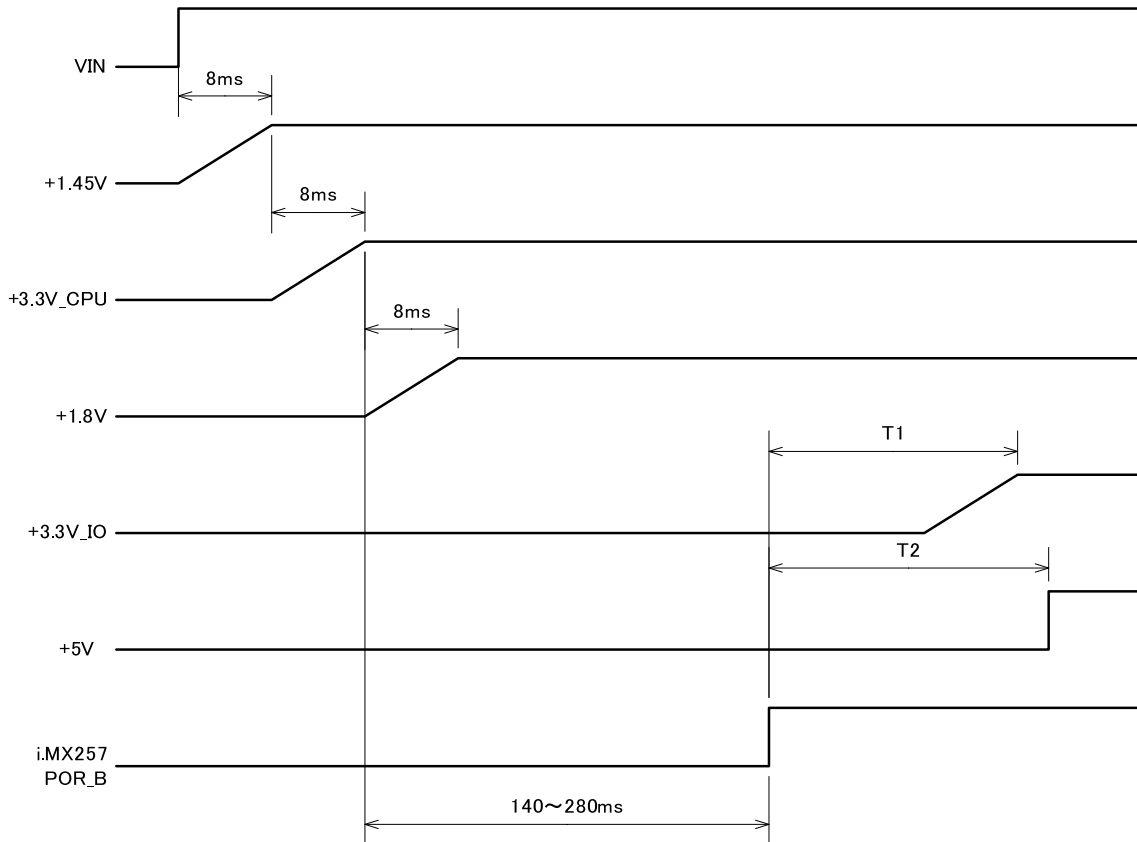 VIN
8ms
+1.45V
8ms
+3.3V_CPU
8ms
+1.8V
T1
+3.3V_IO
T2
+5V
i.MX257
POR_B
140～280ms